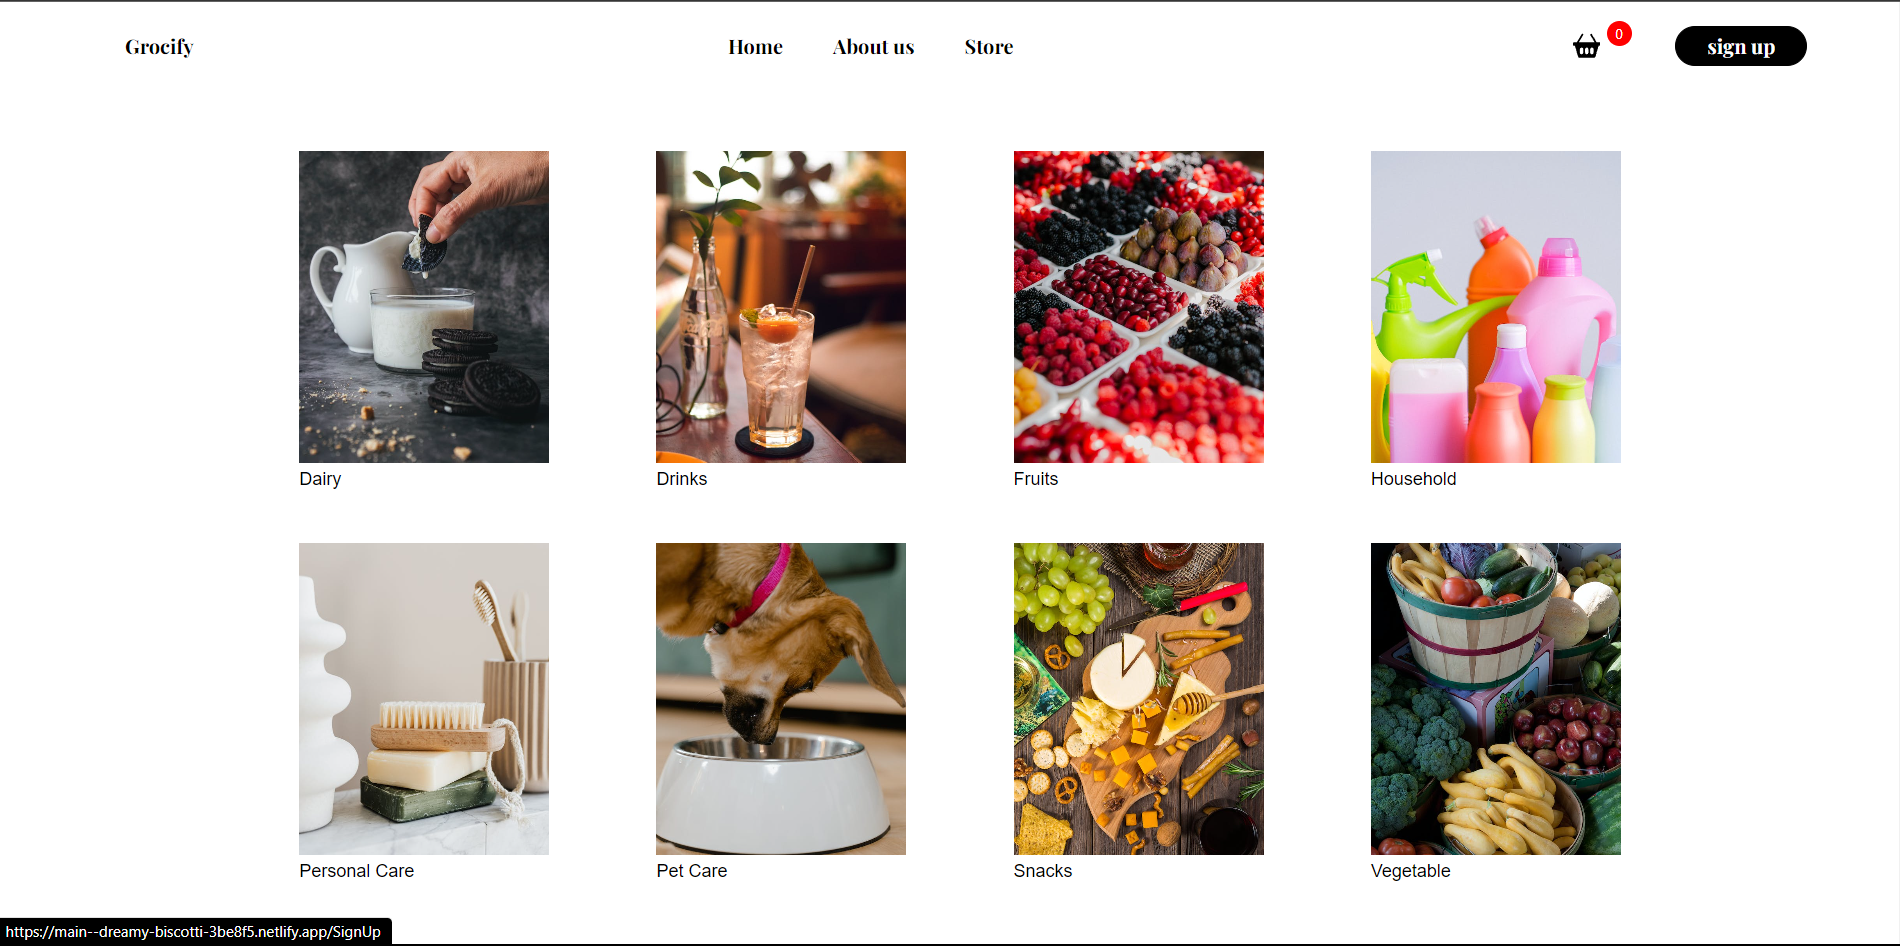 Grocify Home About us Store 0 sign up
Dairy Drinks Fruits Household
Personal Care Pet Care Snacks Vegetable
https://main--dreamy-biscotti-3be8f5.netlify.app/SignUp